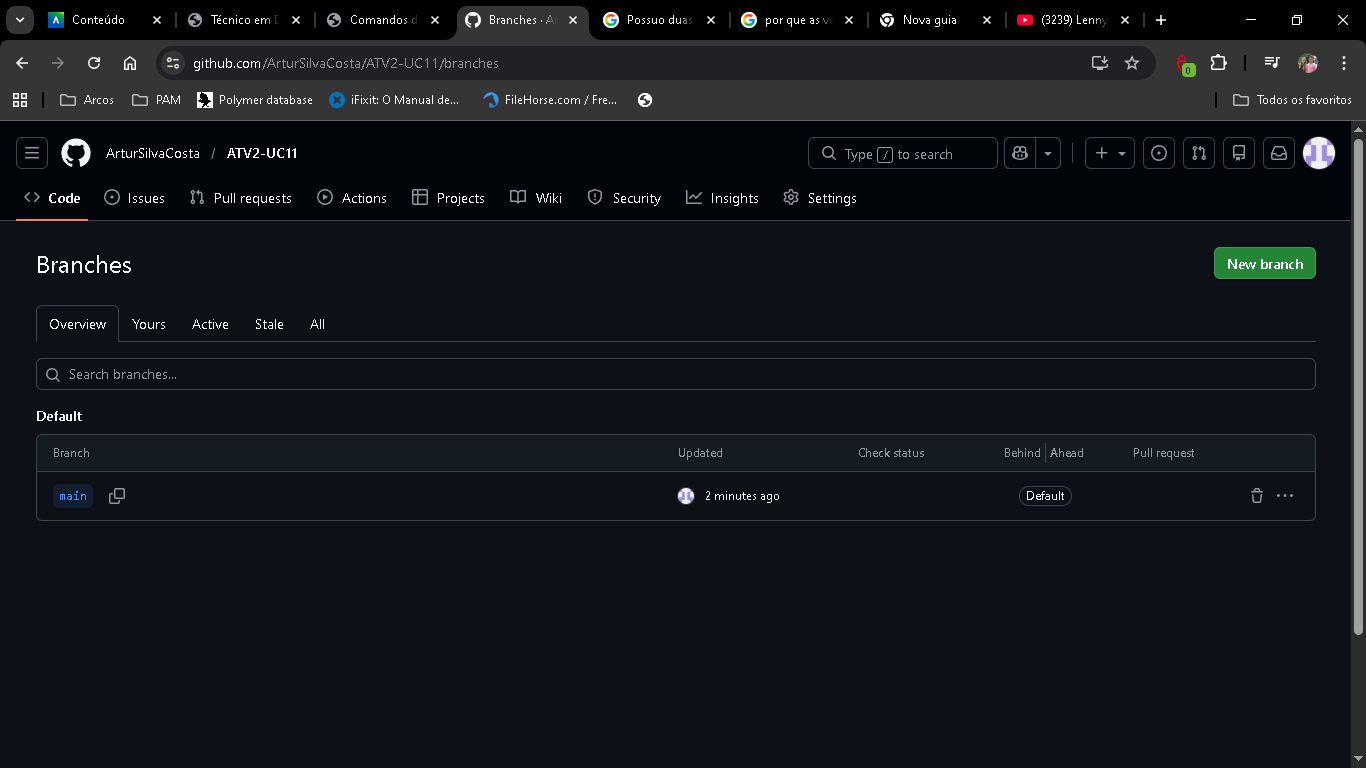 Conteúdo
Técnico em D
Comandos d
Branches · A
Possuo duas
por que as ve
Nova guia
(3239) Lenny
github.com/ArturSilvaCosta/ATV2-UC11/branches
0
Arcos
PAM
Polymer database
iFixit: O Manual de...
FileHorse.com / Fre...
Todos os favoritos
ArturSilvaCosta / ATV2-UC11
Type / to search
Code
Issues
Pull requests
Actions
Projects
Wiki
Security
Insights
Settings
Branches
New branch
Overview
Yours
Active
Stale
All
Search branches...
Default
Branch
Updated
Check status
Behind
Ahead
Pull request
main
2 minutes ago
Default